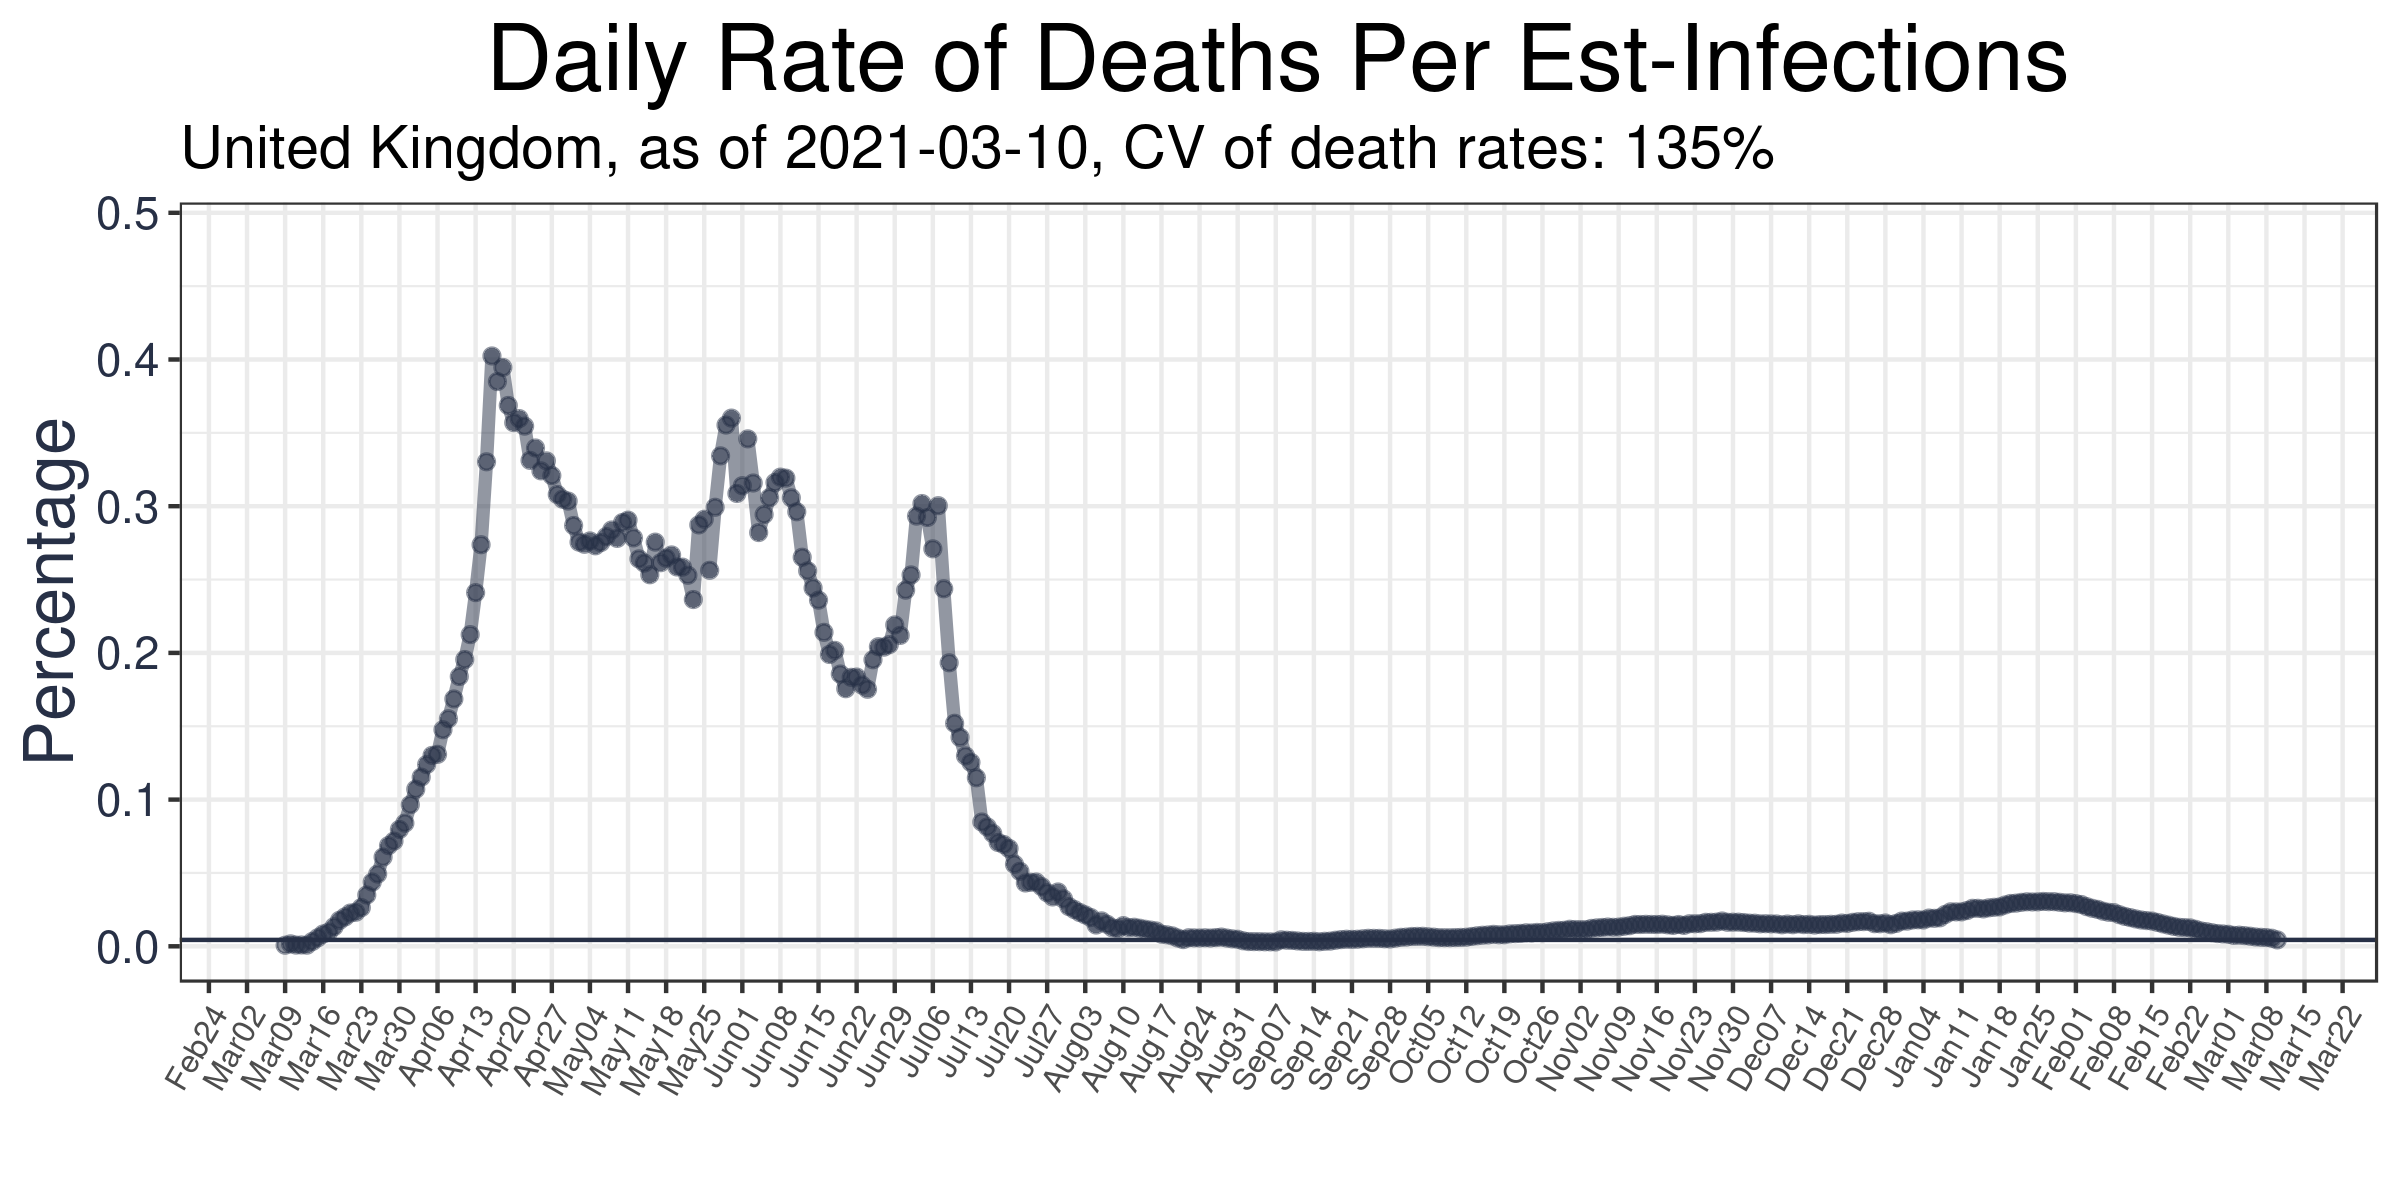 Daily Rate of Deaths Per Est-Infections
United Kingdom, as of 2021-03-10, CV of death rates: 135%
Percentage
0.5
0.4
0.3
0.2
0.1
0.0
Feb24 Mar02 Mar09 Mar16 Mar23 Mar30 Apr06 Apr13 Apr20 Apr27 May04 May11 May18 May25 Jun01 Jun08 Jun15 Jun22 Jun29 Jul06 Jul13 Jul20 Jul27 Aug03 Aug10 Aug17 Aug24 Aug31 Sep07 Sep14 Sep21 Sep28 Oct05 Oct12 Oct19 Oct26 Nov02 Nov09 Nov16 Nov23 Nov30 Dec07 Dec14 Dec21 Dec28 Jan04 Jan11 Jan18 Jan25 Feb01 Feb08 Feb15 Feb22 Mar01 Mar08 Mar15 Mar22